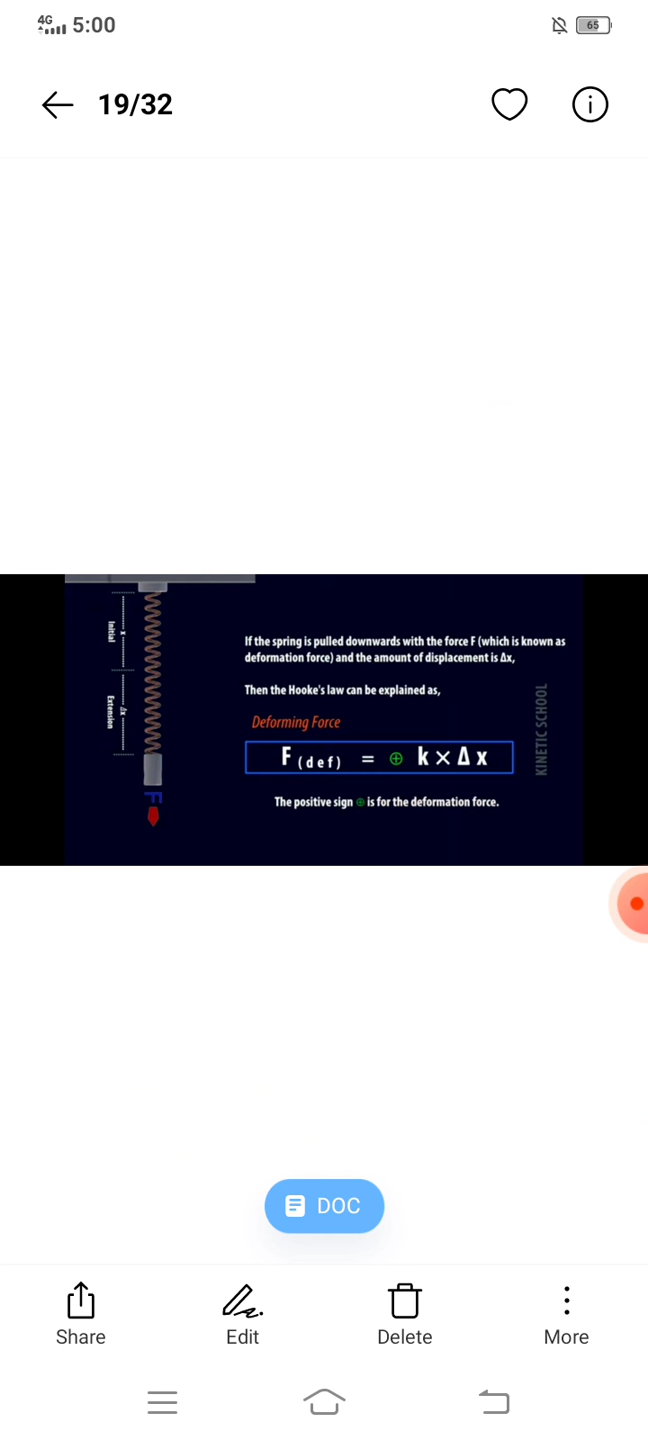 4G 5:00 65
19/32
If the spring is pulled downwards with the force F (which is known as
deformation force) and the amount of displacement is Δx,
Then the Hooke's law can be explained as,
Deforming Force
F (def) = ⊕ k × Δ x
The positive sign ⊕ is for the deformation force.
x
Initial
Δx
Extension
F
KINETIC SCHOOL
DOC
Share Edit Delete More